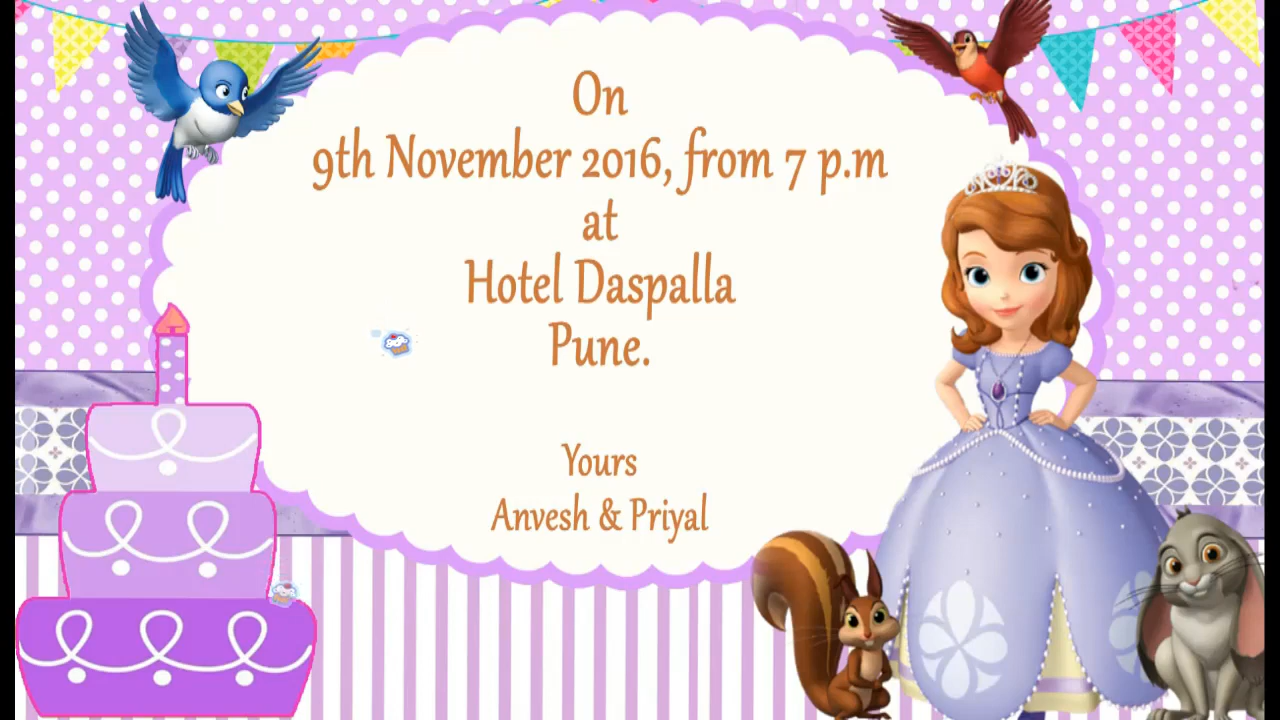 On
9th November 2016, from 7 p.m
at
Hotel Daspalla
Pune.
Yours
Anvesh & Priyal